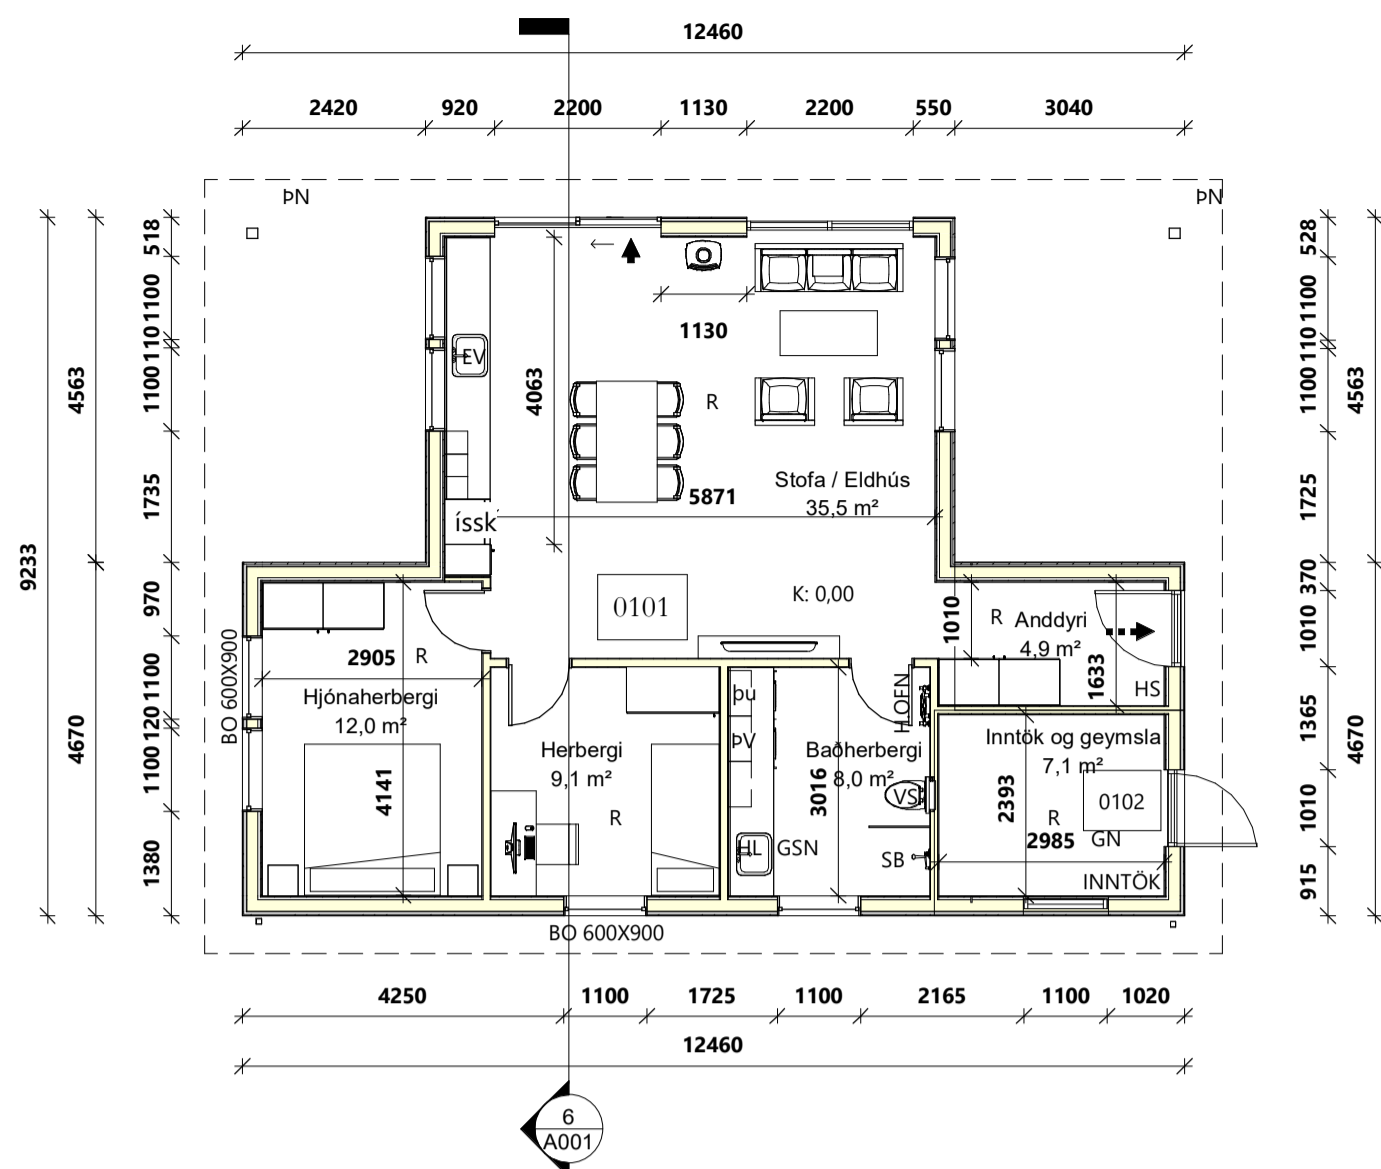 12460
2420 920 2200 1130 2200 550 3040
ÞN ÞN
518 1100 110 1100 1735 970 1100 120 1100 1380
4563 4670
9233
528 1100 110 1100 1725 370 1010 1365 1010 915
4563 4670
1130
EV
4063
R
Stofa / Eldhús
35,5 m²
5871
íssk
0101
K: 0,00
1010
R
Anddyri
4,9 m²
1633
HS
BO 600X900
2905
R
Hjónaherbergi
12,0 m²
4141
Herbergi
9,1 m²
R
þu
ÞV
HLOFN
Baðherbergi
8,0 m²
3016
VS
HL
GSN
SB
Inntök og geymsla
7,1 m²
2393
R
0102
2985
GN
INNTÖK
BO 600X900
4250 1100 1725 1100 2165 1100 1020
12460
6
A001